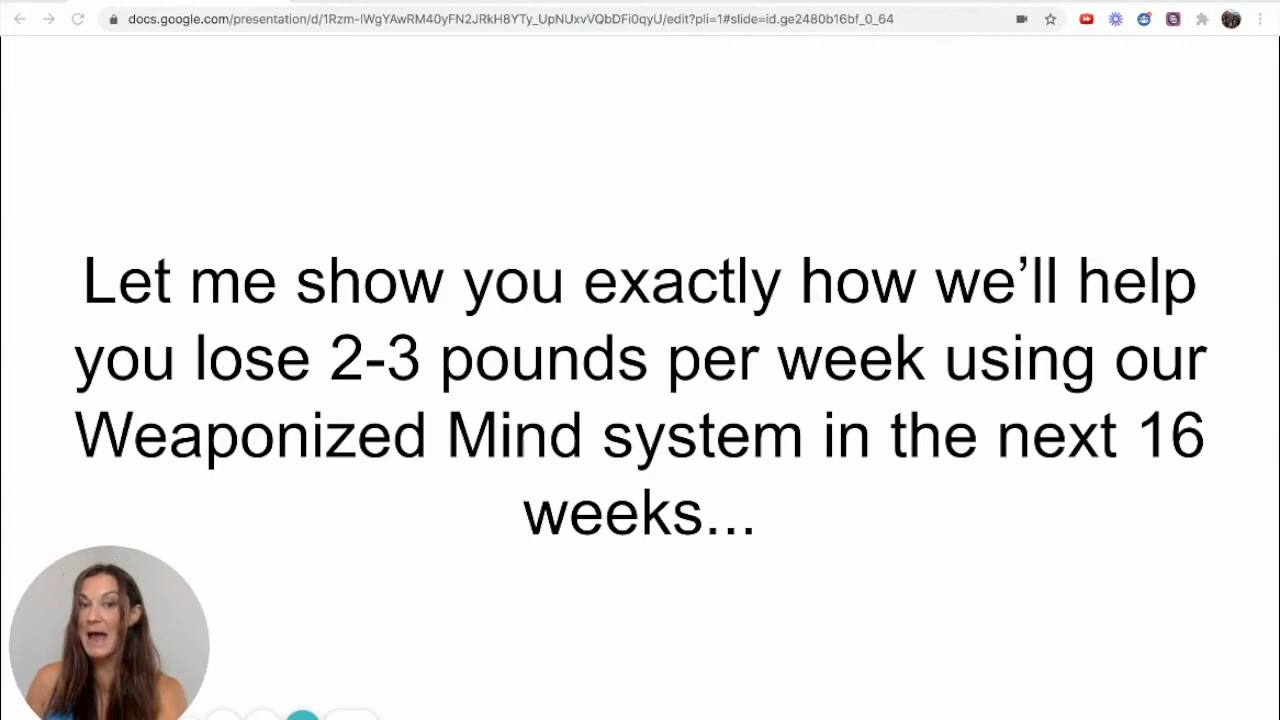 docs.google.com/presentation/d/1Rzm-IWgYAwRM40yFN2JRkH8YTy_UpNUxvVQbDFi0qyU/edit?pli=1#slide=id.ge2480b16bf_0_64
Let me show you exactly how we’ll help
you lose 2-3 pounds per week using our
Weaponized Mind system in the next 16
weeks...